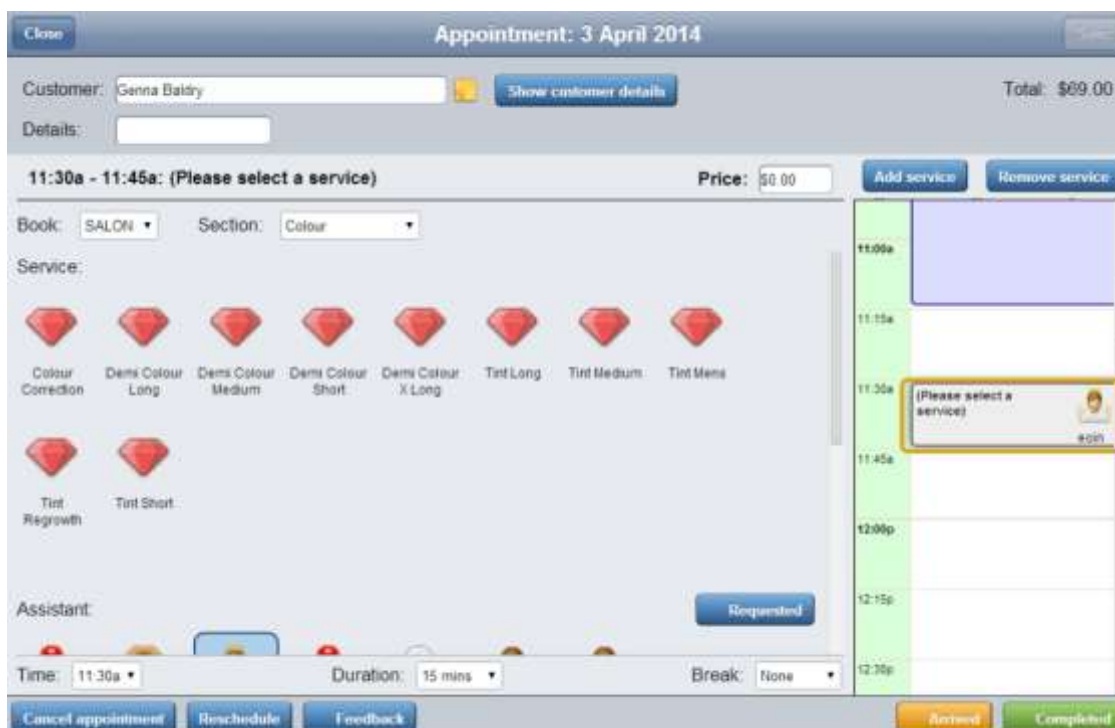 Close
Appointment: 3 April 2014
Customer: Genna Baldry
Show customer details
Total: $69.00
Details:
11:30a - 11:45a: (Please select a service)
Price: $0.00
Add service
Remove service
Book: SALON
Section: Colour
Service:
Colour
Correction
Demi Colour
Long
Demi Colour
Medium
Demi Colour
Short
Demi Colour
X Long
Tint Long
Tint Medium
Tint Mens
Tint
Regrowth
Tint Short
Assistant:
Requested
Time: 11:30a
Duration: 15 mins
Break: None
Cancel appointment
Reschedule
Feedback
11:00a
11:15a
11:30a
(Please select a
service)
eoin
11:45a
12:00p
12:15p
12:30p
Arrived
Completed